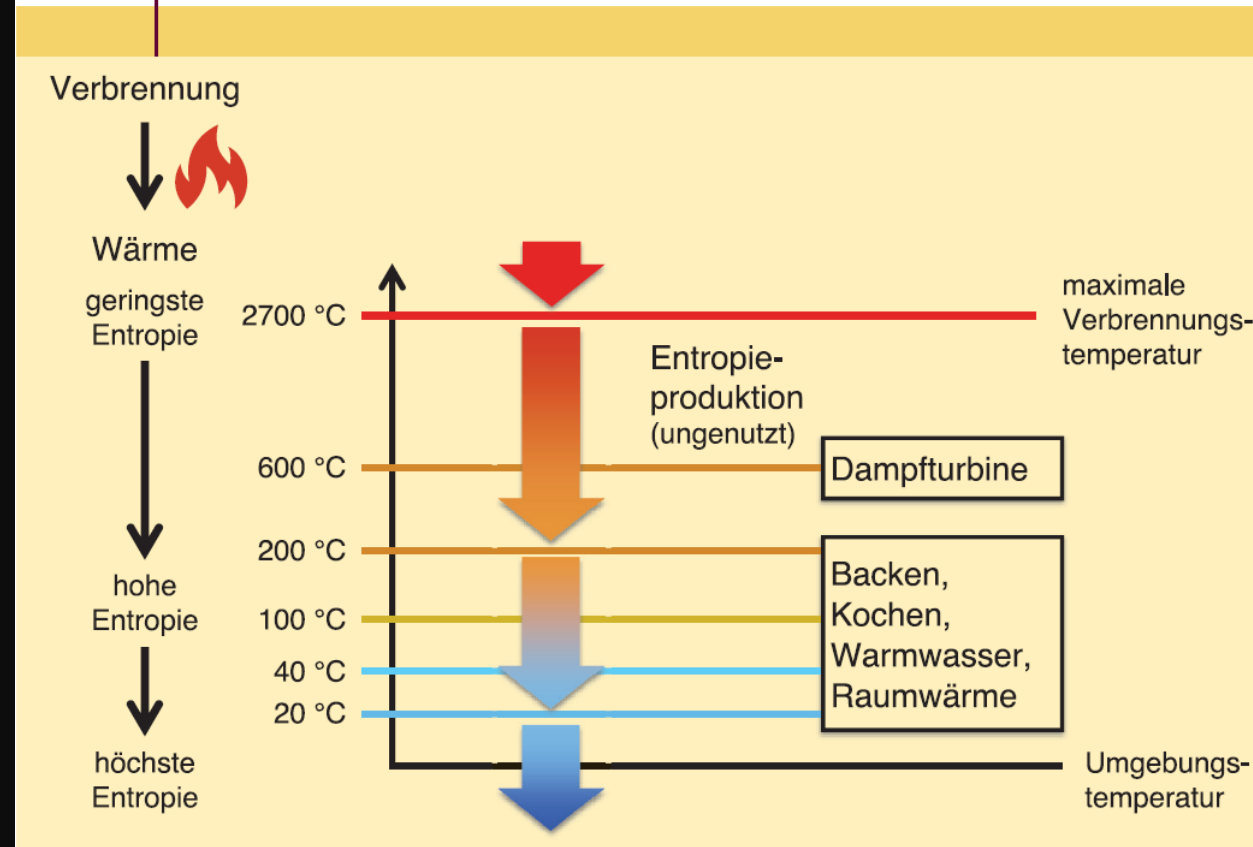 Verbrennung
Wärme
geringste
Entropie
2700 °C
maximale
Verbrennungs-
temperatur
Entropie-
produktion
(ungenutzt)
600 °C
Dampfturbine
200 °C
hohe
Entropie
100 °C
40 °C
20 °C
Backen,
Kochen,
Warmwasser,
Raumwärme
höchste
Entropie
Umgebungs-
temperatur